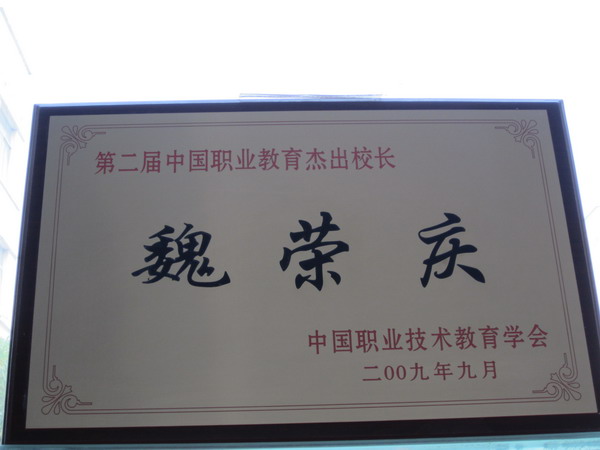 第二届中国职业教育杰出校长
魏荣庆
中国职业技术教育学会
二00九年九月